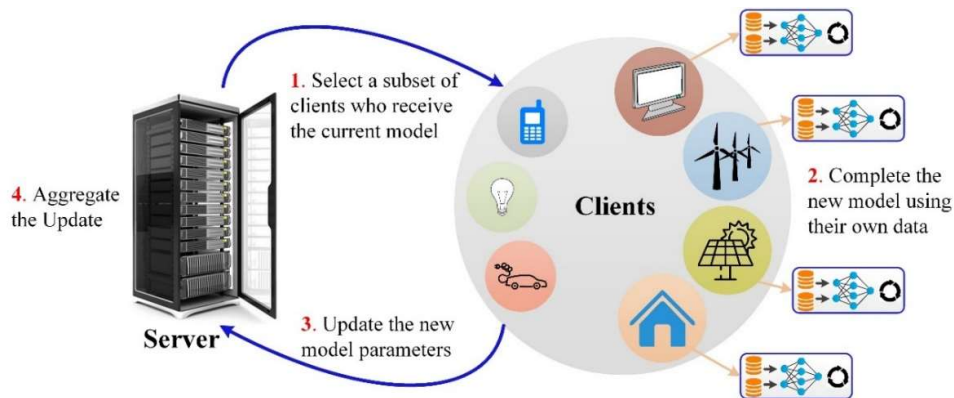 1. Select a subset of
clients who receive
the current model
4. Aggregate
the Update
Clients
2. Complete the
new model using
their own data
3. Update the new
model parameters
Server